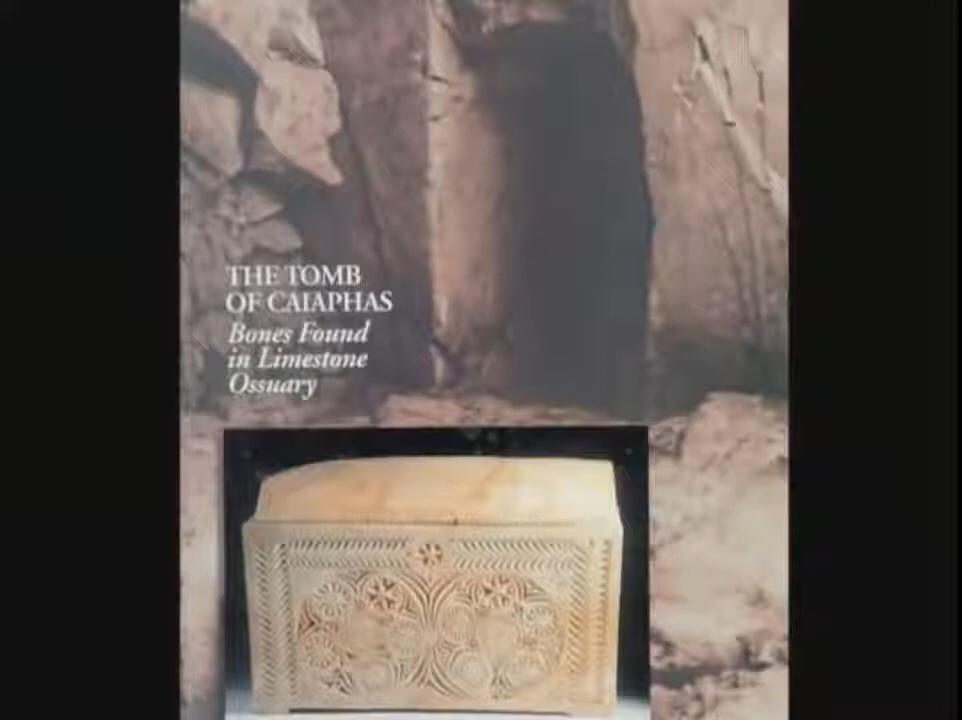 THE TOMB
OF CAIAPHAS
Bones Found
in Limestone
Ossuary